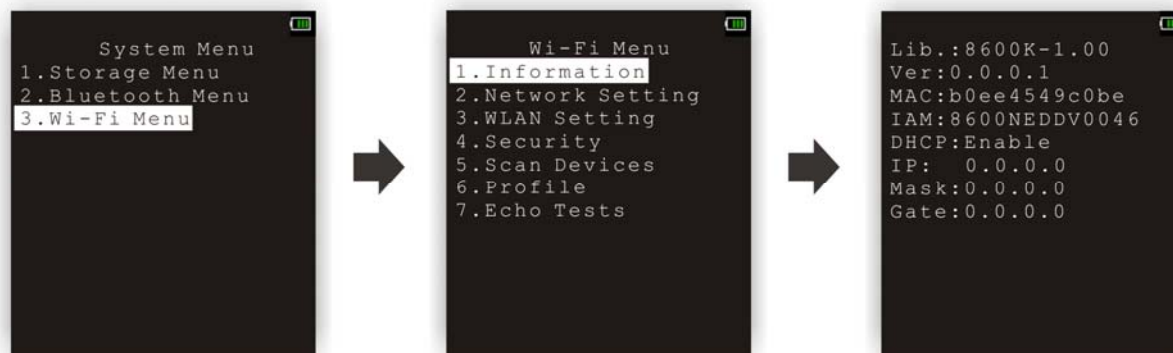 System Menu
1.Storage Menu
2.Bluetooth Menu
3.Wi-Fi Menu
Wi-Fi Menu
1.Information
2.Network Setting
3.WLAN Setting
4.Security
5.Scan Devices
6.Profile
7.Echo Tests
Lib.:8600K-1.00
Ver:0.0.0.1
MAC:b0ee4549c0be
IAM:8600NEDDV0046
DHCP:Enable
IP:  0.0.0.0
Mask:0.0.0.0
Gate:0.0.0.0